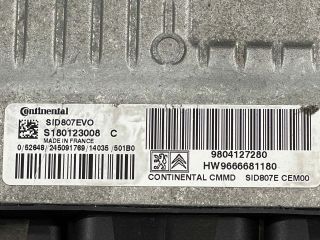 Continental
SID807EVO
S180123008 C
MADE IN FRANCE
0/52648/245091769/14035/501B0
9804127280
HW9666681180
CONTINENTAL CMMD SID807E CEM00